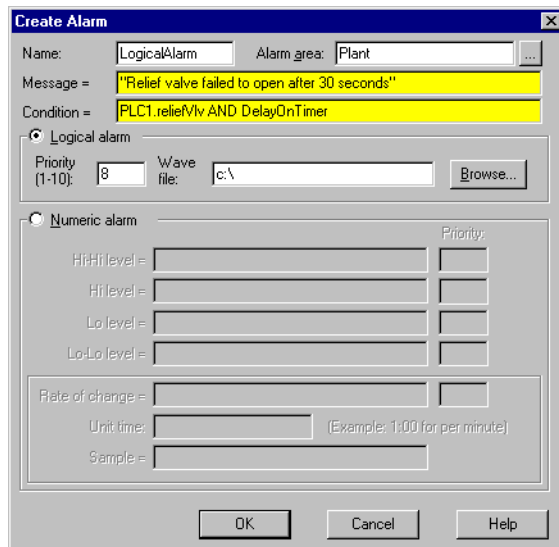 Create Alarm
Name: LogicalAlarm Alarm area: Plant ...
Message = "Relief valve failed to open after 30 seconds"
Condition = PLC1.reliefVlv AND DelayOnTimer
Logical alarm
Priority (1-10): 8 Wave file: c:\ Browse...
Numeric alarm
Priority:
Hi-Hi level =
Hi level =
Lo level =
Lo-Lo level =
Rate of change =
Unit time: (Example: 1:00 for per minute)
Sample =
OK Cancel Help